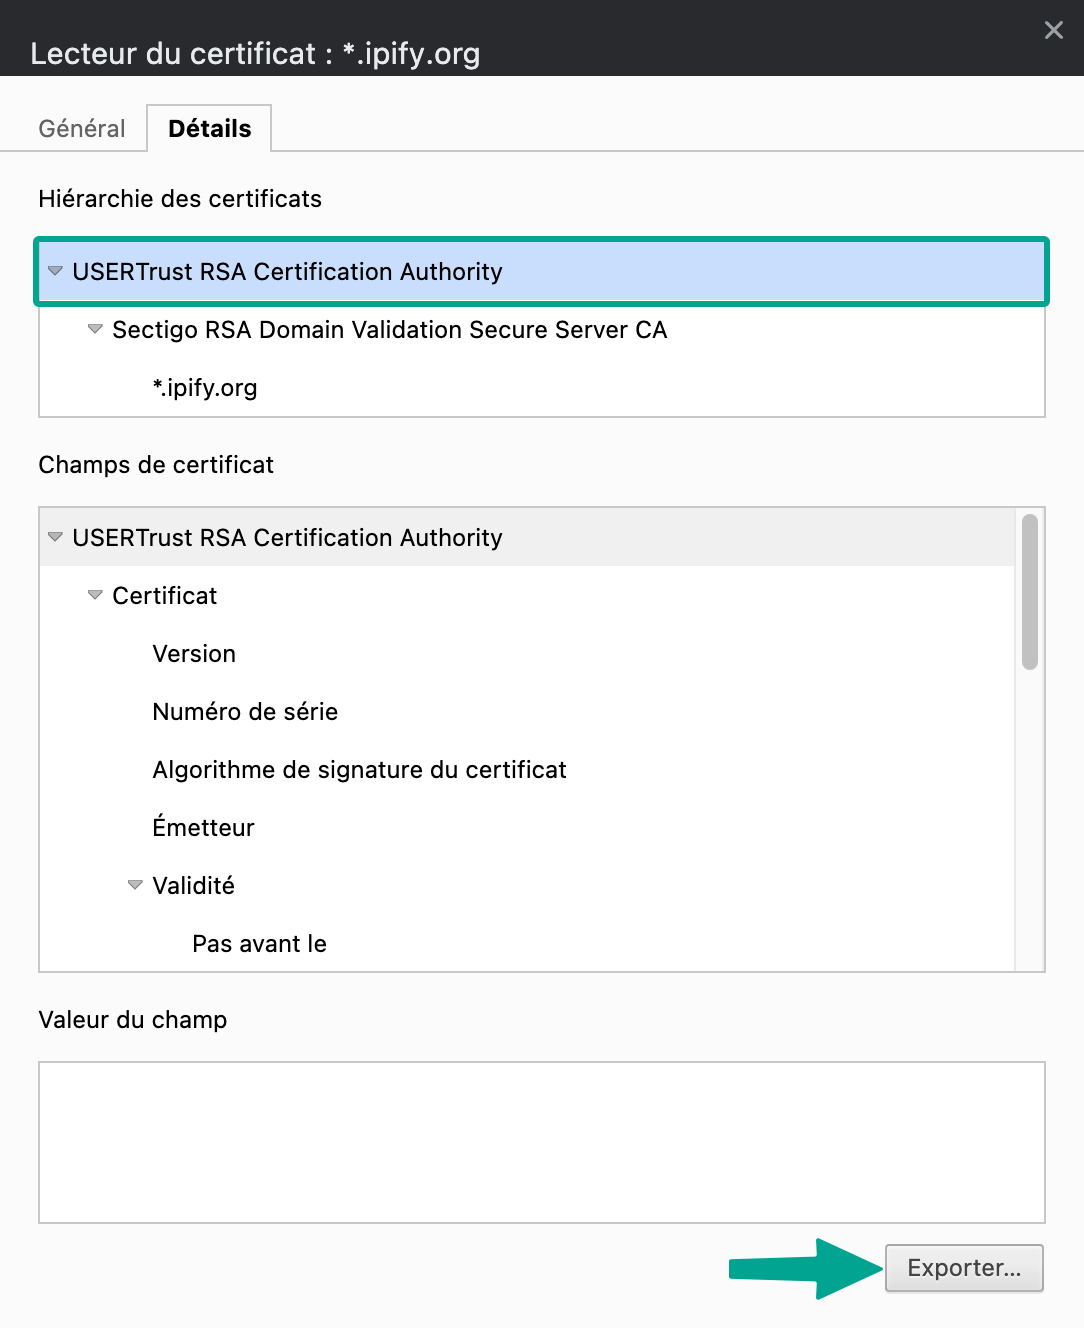 Lecteur du certificat : *.ipify.org
Général
Détails
Hiérarchie des certificats
USERTrust RSA Certification Authority
Sectigo RSA Domain Validation Secure Server CA
*.ipify.org
Champs de certificat
USERTrust RSA Certification Authority
Certificat
Version
Numéro de série
Algorithme de signature du certificat
Émetteur
Validité
Pas avant le
Valeur du champ
Exporter...